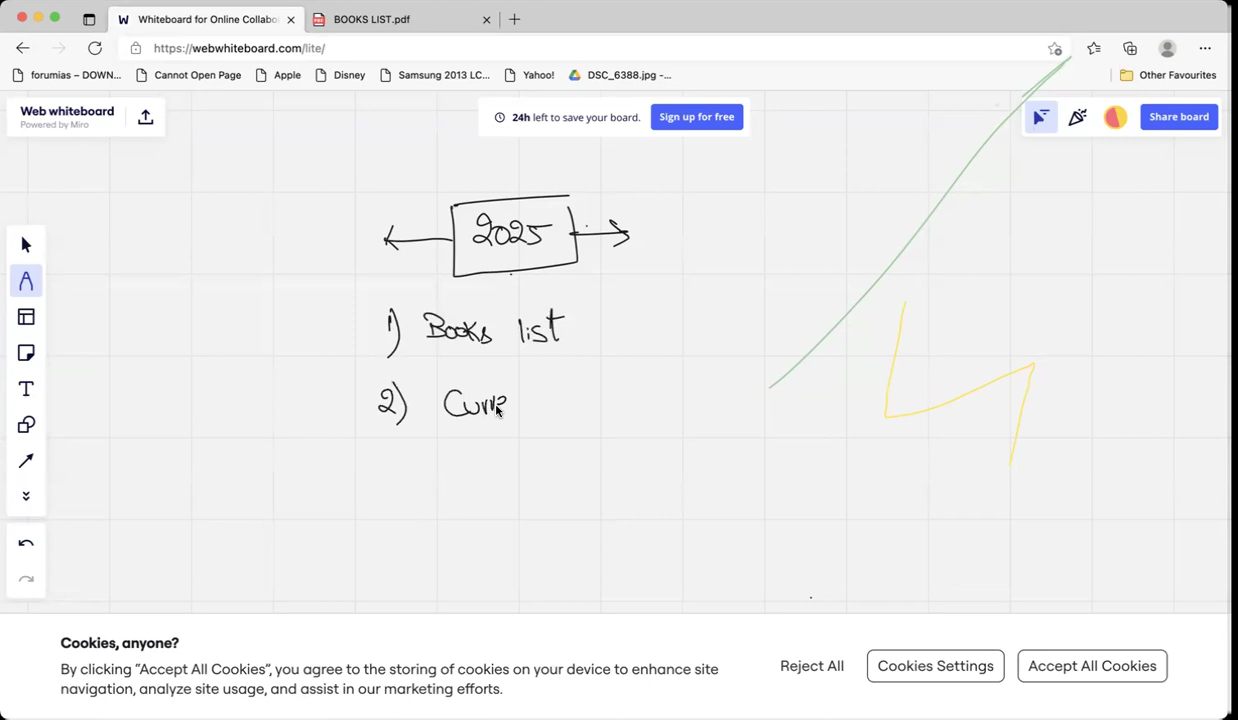 Whiteboard for Online Collabo
BOOKS LIST.pdf
https://webwhiteboard.com/lite/
forumias – DOWN...
Cannot Open Page
Apple
Disney
Samsung 2013 LC...
Yahoo!
DSC_6388.jpg -...
Other Favourites
Web whiteboard
Powered by Miro
24h left to save your board.
Sign up for free
Share board
2025
1) Books list
2) Curre
Cookies, anyone?
By clicking "Accept All Cookies", you agree to the storing of cookies on your device to enhance site
navigation, analyze site usage, and assist in our marketing efforts.
Reject All
Cookies Settings
Accept All Cookies